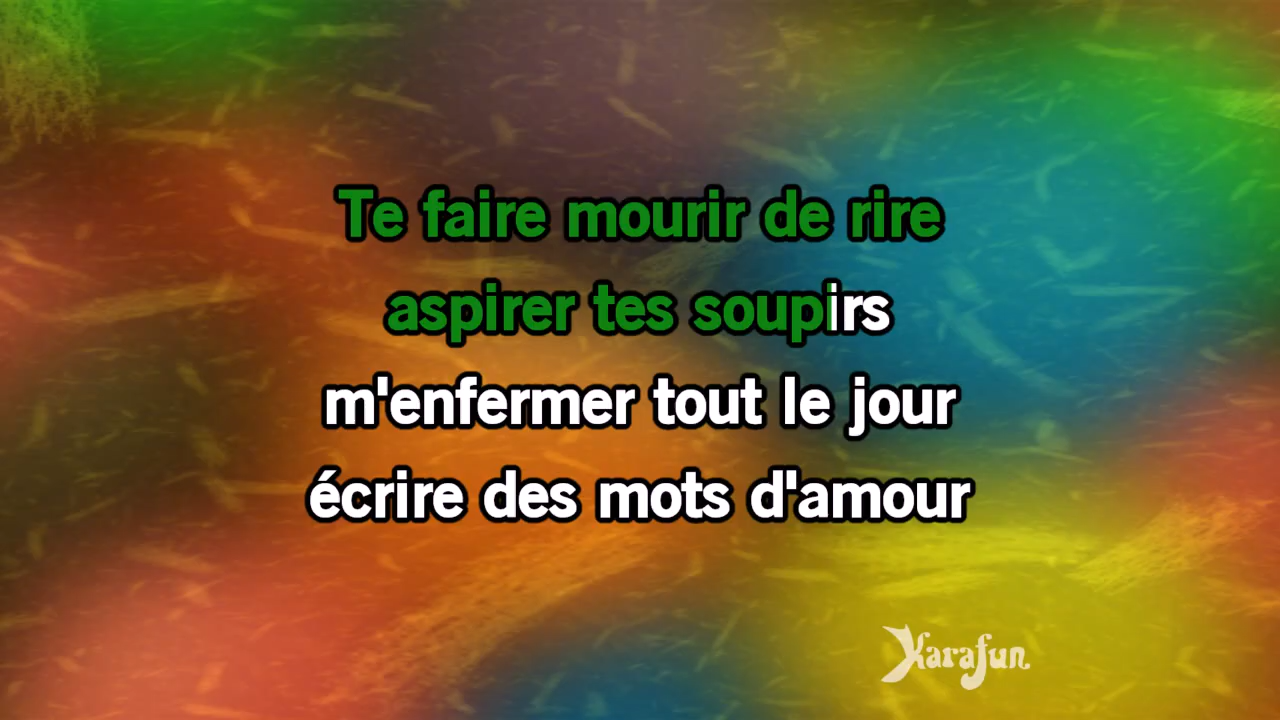 Te faire mourir de rire
aspirer tes soupirs
m'enfermer tout le jour
écrire des mots d'amour
Karafun